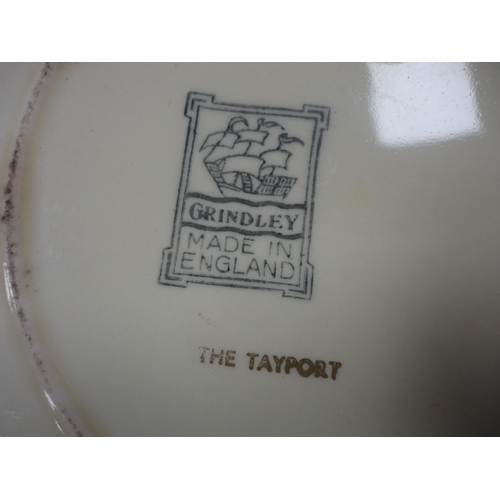 GRINDLEY
MADE IN
ENGLAND
THE TAYPORT